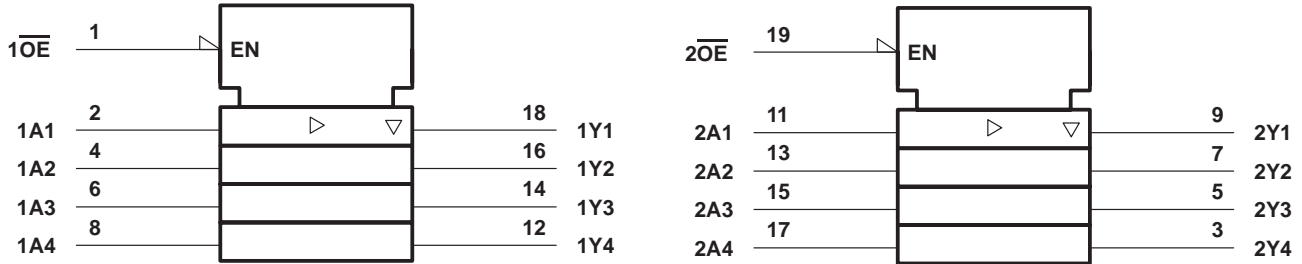 1OE 1 EN
1A1 2 18 1Y1
1A2 4 16 1Y2
1A3 6 14 1Y3
1A4 8 12 1Y4
2OE 19 EN
2A1 11 9 2Y1
2A2 13 7 2Y2
2A3 15 5 2Y3
2A4 17 3 2Y4